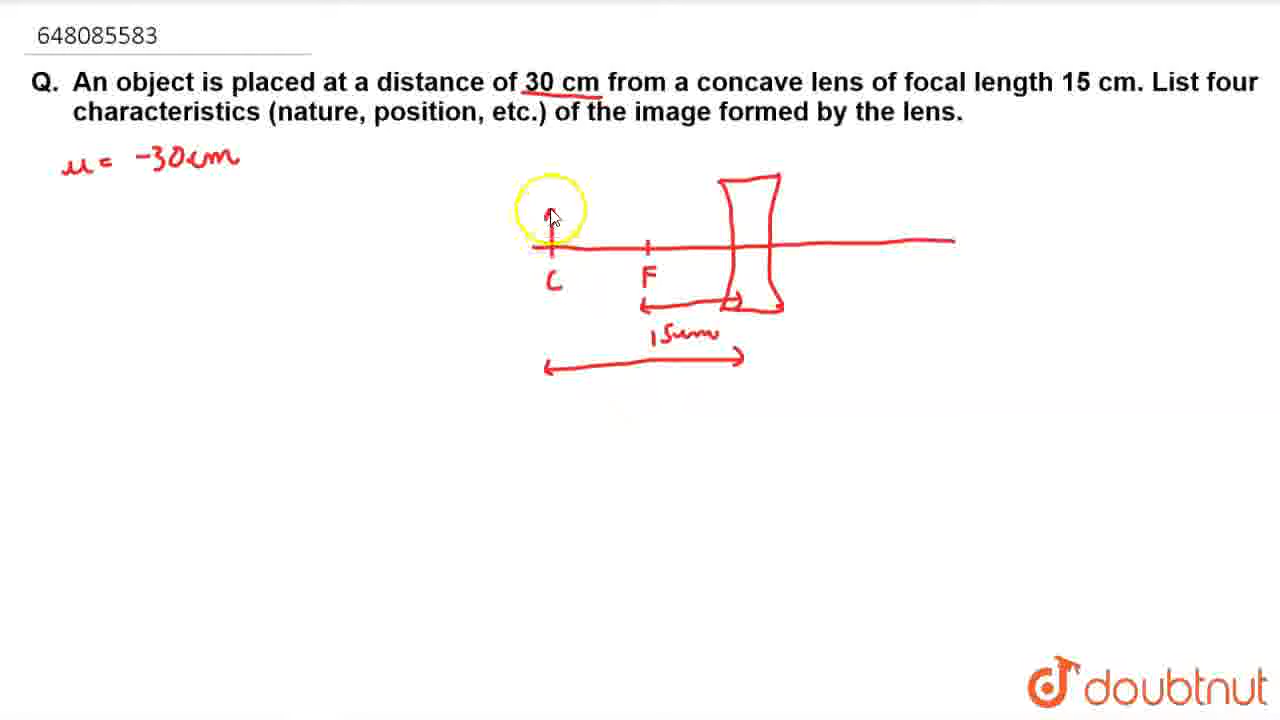 648085583
Q. An object is placed at a distance of 30 cm from a concave lens of focal length 15 cm. List four
characteristics (nature, position, etc.) of the image formed by the lens.
u = -30cm
C F
15cm
doubtnut